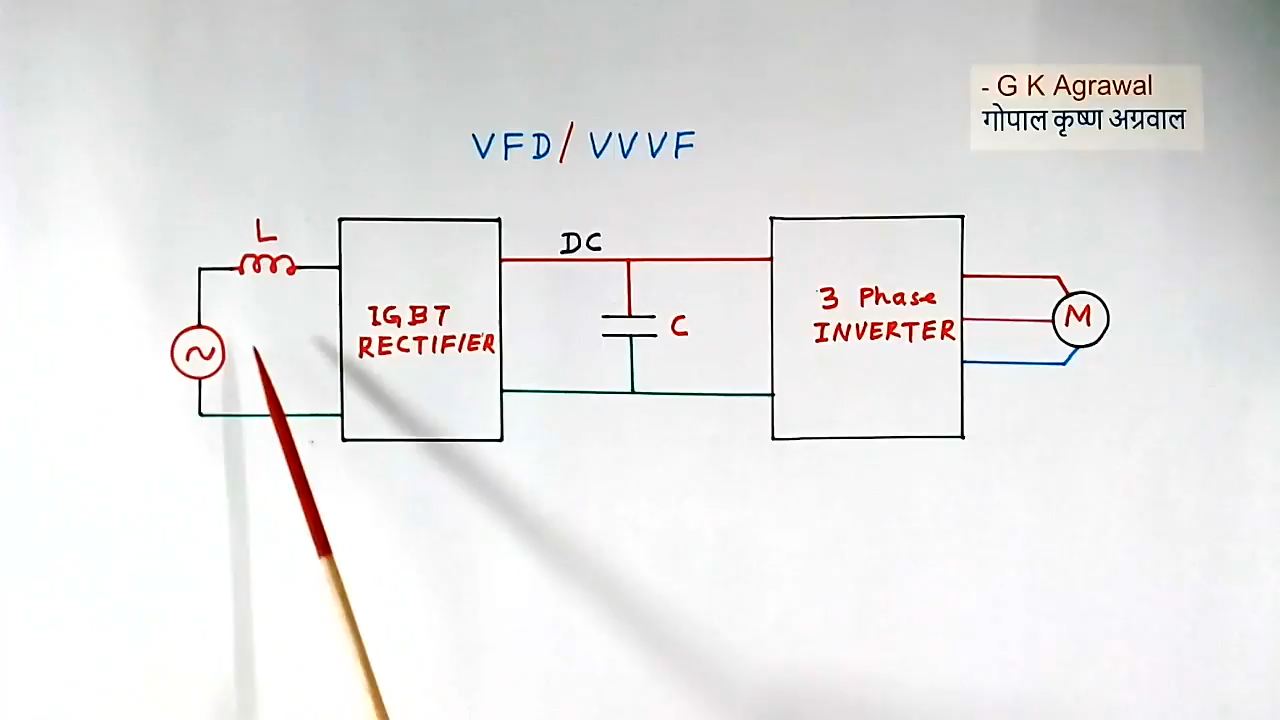 - G K Agrawal
गोपाल कृष्ण अग्रवाल
VFD/VVVF
L
DC
IGBT
RECTIFIER
C
3 Phase
INVERTER
M
~